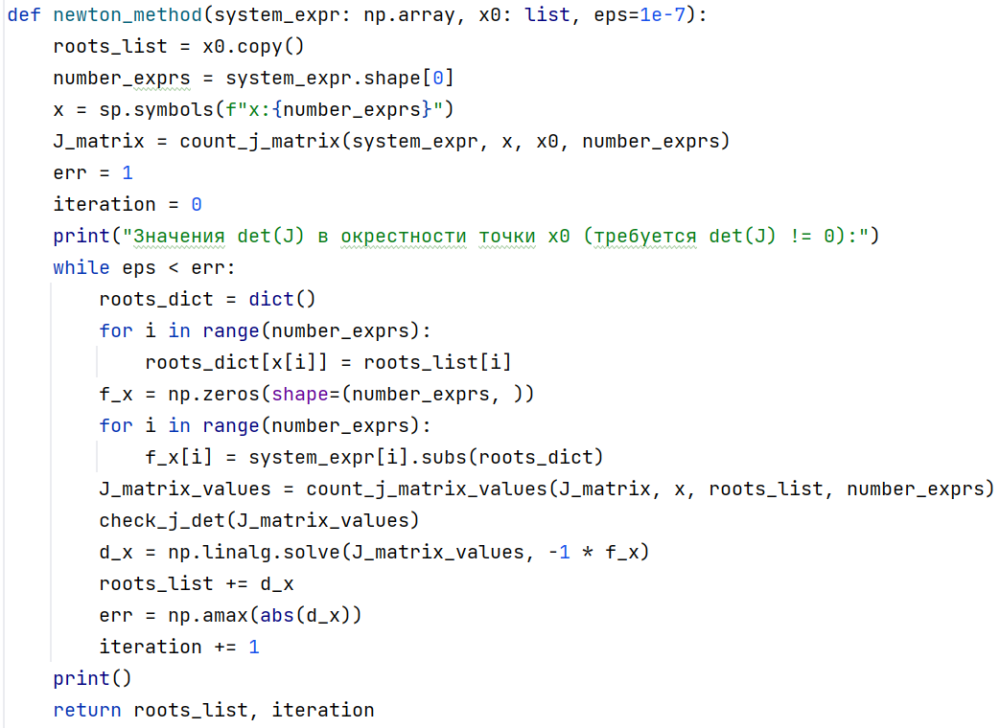 def newton_method(system_expr: np.array, x0: list, eps=1e-7):
    roots_list = x0.copy()
    number_exprs = system_expr.shape[0]
    x = sp.symbols(f"x:{number_exprs}")
    J_matrix = count_j_matrix(system_expr, x, x0, number_exprs)
    err = 1
    iteration = 0
    print("Значения det(J) в окрестности точки x0 (требуется det(J) != 0):")
    while eps < err:
        roots_dict = dict()
        for i in range(number_exprs):
            roots_dict[x[i]] = roots_list[i]
        f_x = np.zeros(shape=(number_exprs, ))
        for i in range(number_exprs):
            f_x[i] = system_expr[i].subs(roots_dict)
        J_matrix_values = count_j_matrix_values(J_matrix, x, roots_list, number_exprs)
        check_j_det(J_matrix_values)
        d_x = np.linalg.solve(J_matrix_values, -1 * f_x)
        roots_list += d_x
        err = np.amax(abs(d_x))
        iteration += 1
    print()
    return roots_list, iteration